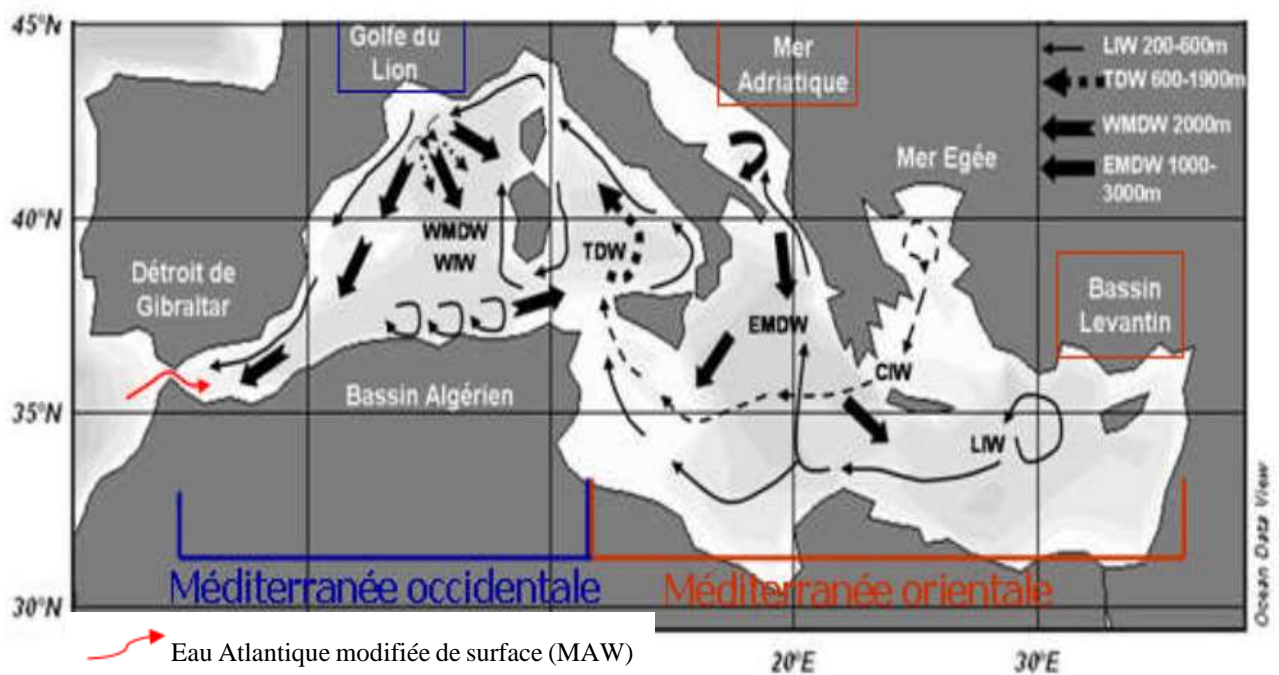 45°N
Golfe du
Lion
Mer
Adriatique
LIW 200-600m
TDW 600-1900m
WMDW 2000m
EMDW 1000-
3000m
Mer Egée
40°N
WMDW
WIW
TDW
Détroit de
Gibraltar
Bassin
Levantin
EMDW
CIW
Bassin Algérien
35°N
LIW
Méditerranée occidentale
Méditerranée orientale
30°N
Ocean Data View
Eau Atlantique modifiée de surface (MAW)
20°E
30°E